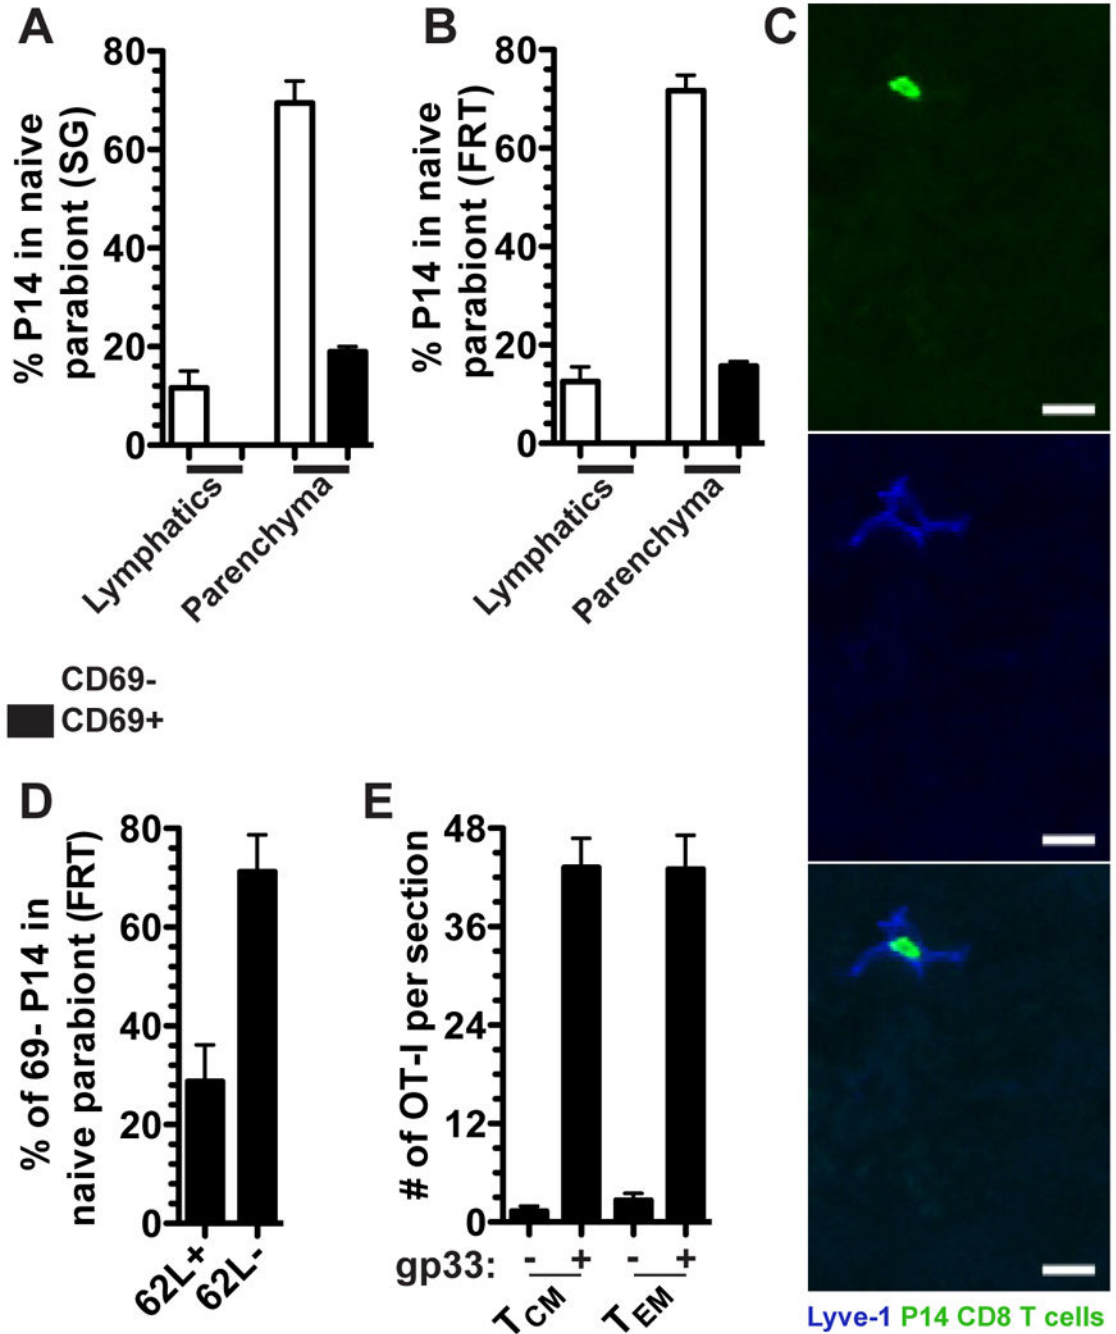 A
% P14 in naive
parabiont (SG)
80
60
40
20
0
Lymphatics
Parenchyma
B
% P14 in naive
parabiont (FRT)
80
60
40
20
0
Lymphatics
Parenchyma
C
CD69-
CD69+
D
% of 69- P14 in
naive parabiont (FRT)
80
60
40
20
0
62L+
62L-
E
# of OT-I per section
48
36
24
12
0
gp33: - + - +
TCM
TEM
Lyve-1 P14 CD8 T cells